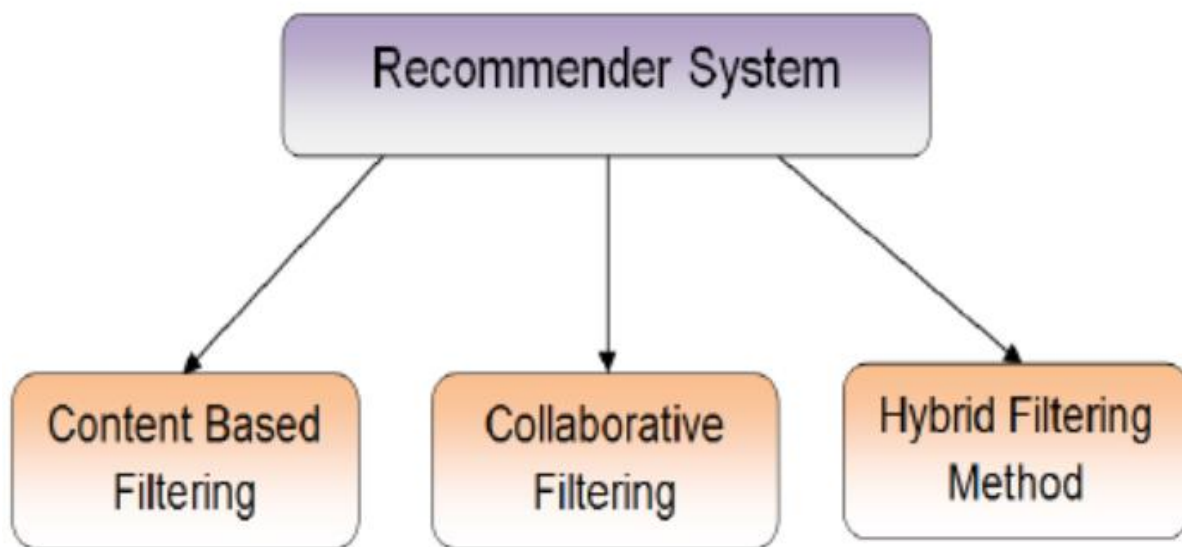 Recommender System
Content Based
Filtering
Collaborative
Filtering
Hybrid Filtering
Method